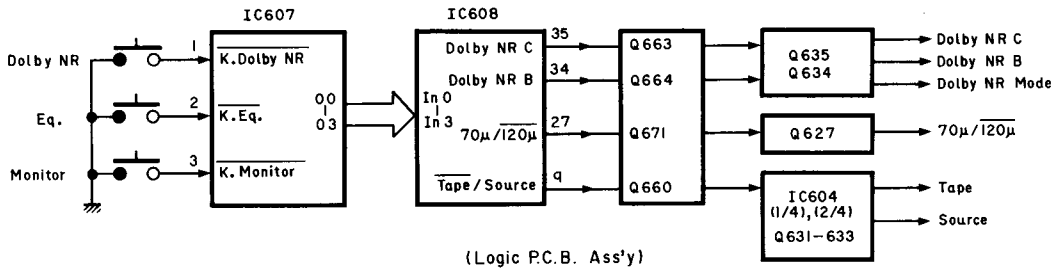 IC607
IC608
Dolby NR
1
K.Dolby NR
Eq.
2
K.Eq.
Monitor
3
K.Monitor
00
03
In 0
In 3
Dolby NR C
35
Dolby NR B
34
70μ/120μ
27
Tape/Source
9
Q663
Q664
Q671
Q660
Q635
Q634
Q627
IC604
(1/4),(2/4)
Q631-633
Dolby NR C
Dolby NR B
Dolby NR Mode
70μ/120μ
Tape
Source
(Logic P.C.B. Ass'y)